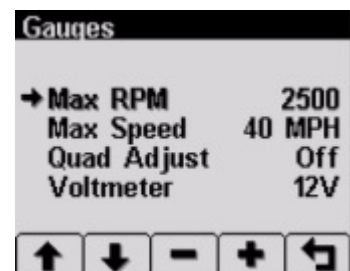 Gauges
Max RPM 2500
Max Speed 40 MPH
Quad Adjust Off
Voltmeter 12V